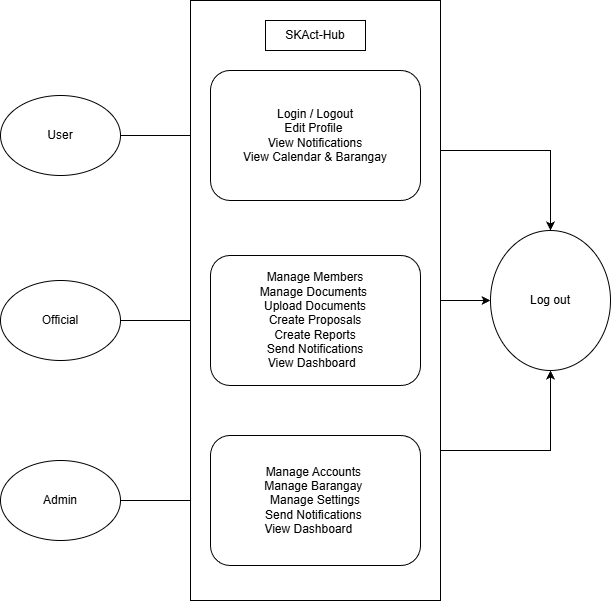 SKAct-Hub
User
Login / Logout
Edit Profile
View Notifications
View Calendar & Barangay
Official
Manage Members
Manage Documents
Upload Documents
Create Proposals
Create Reports
Send Notifications
View Dashboard
Log out
Admin
Manage Accounts
Manage Barangay
Manage Settings
Send Notifications
View Dashboard